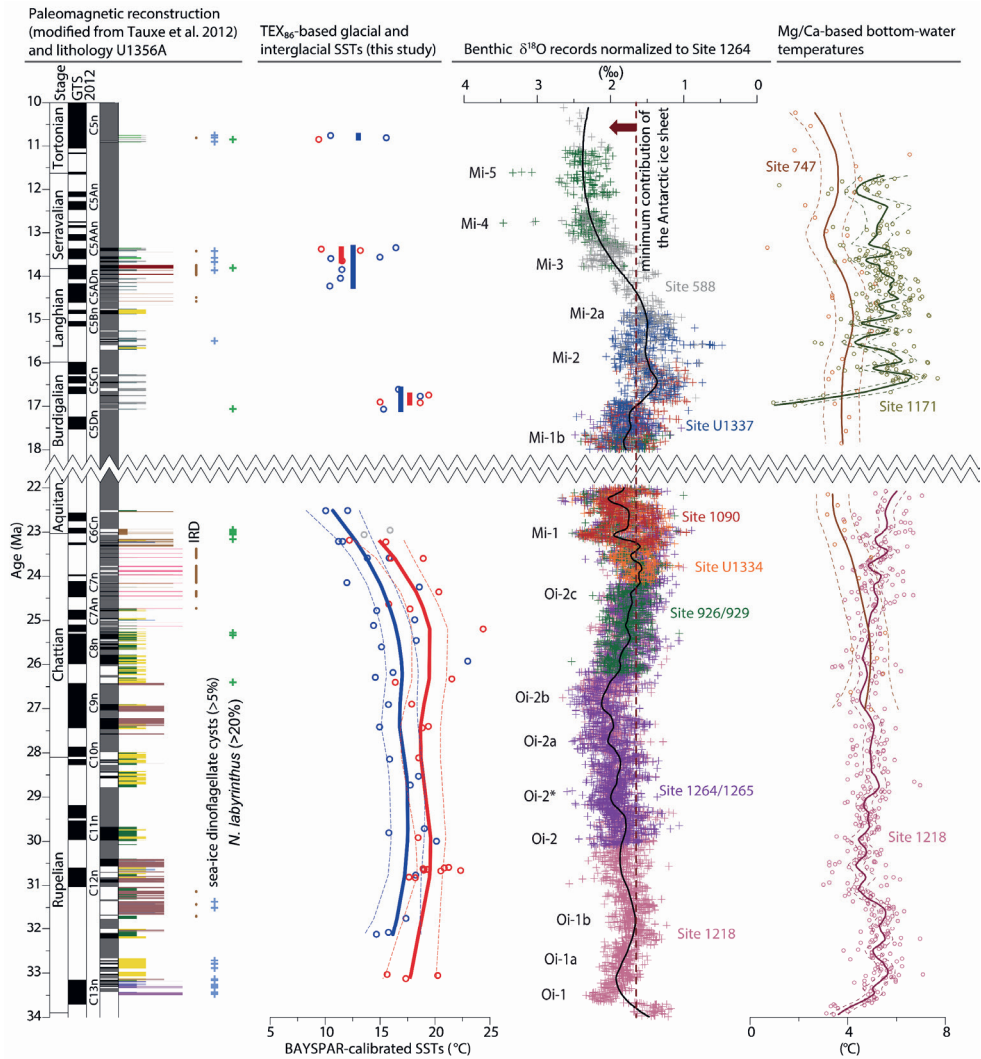 Paleomagnetic reconstruction
(modified from Tauxe et al. 2012)
and lithology U1356A
TEX86-based glacial and
interglacial SSTs (this study)
Benthic δ18O records normalized to Site 1264
(‰)
Mg/Ca-based bottom-water
temperatures
Stage
GTS
2012
4
3
2
1
0
10
11
12
13
14
15
16
17
18
Tortonian
Serravalian
Langhian
Burdigalian
C5n
C5An
C5AAn
C5ADn
C5Bn
C5Cn
C5Dn
Mi-5
Mi-4
Mi-3
Mi-2a
Mi-2
Mi-1b
minimum contribution of
the Antarctic ice sheet
Site 588
Site U1337
Site 747
Site 1171
Age (Ma)
22
23
24
25
26
27
28
29
30
31
32
33
34
Aquitan
Chattian
Rupelian
C6Cn
C7n
C7An
C8n
C9n
C10n
C11n
C12n
C13n
IRD
sea-ice dinoflagellate cysts (>5%)
N. labyrinthus (>20%)
Mi-1
Oi-2c
Oi-2b
Oi-2a
Oi-2*
Oi-2
Oi-1b
Oi-1a
Oi-1
Site 1090
Site U1334
Site 926/929
Site 1264/1265
Site 1218
Site 1218
5
10
15
20
25
BAYSPAR-calibrated SSTs (°C)
0
4
8
(°C)